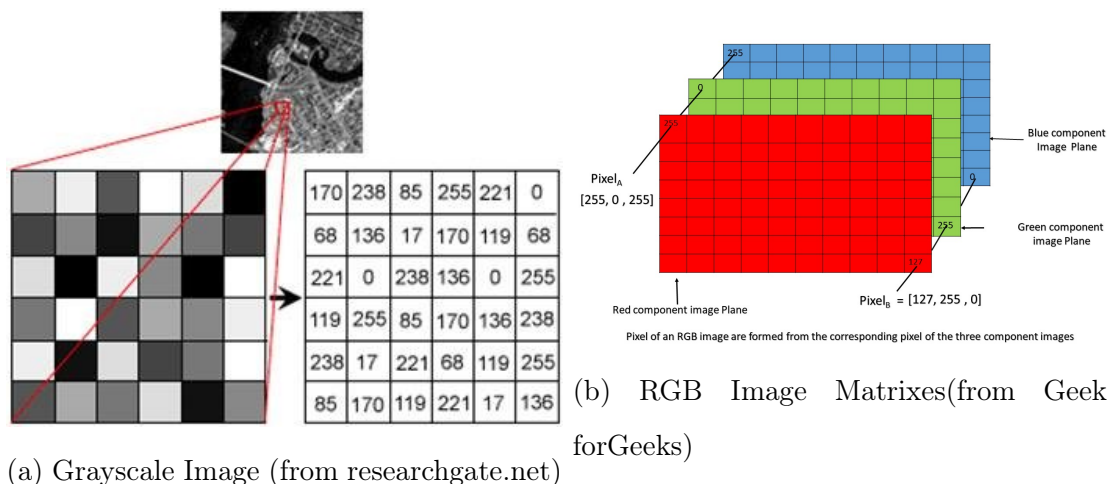 170 238 85 255 221 0
68 136 17 170 119 68
221 0 238 136 0 255
119 255 85 170 136 238
238 17 221 68 119 255
85 170 119 221 17 136
(a) Grayscale Image (from researchgate.net)
255
0
255
Pixel_A
[255, 0 , 255]
Blue component
Image Plane
0
255
Green component
image Plane
127
Pixel_B = [127, 255 , 0]
Red component image Plane
Pixel of an RGB image are formed from the corresponding pixel of the three component images
(b) RGB Image Matrixes(from Geek
forGeeks)